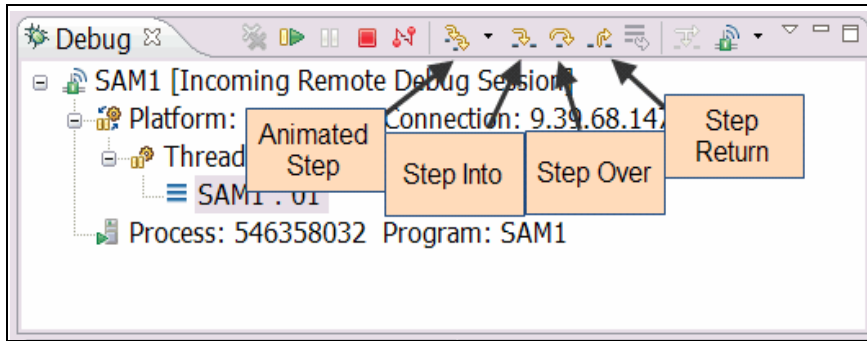 Debug
SAM1 [Incoming Remote Debug Session]
Platform: Connection: 9.39.68.147
Thread
SAM1 : 01
Process: 546358032 Program: SAM1
Animated
Step
Step Into
Step Over
Step
Return